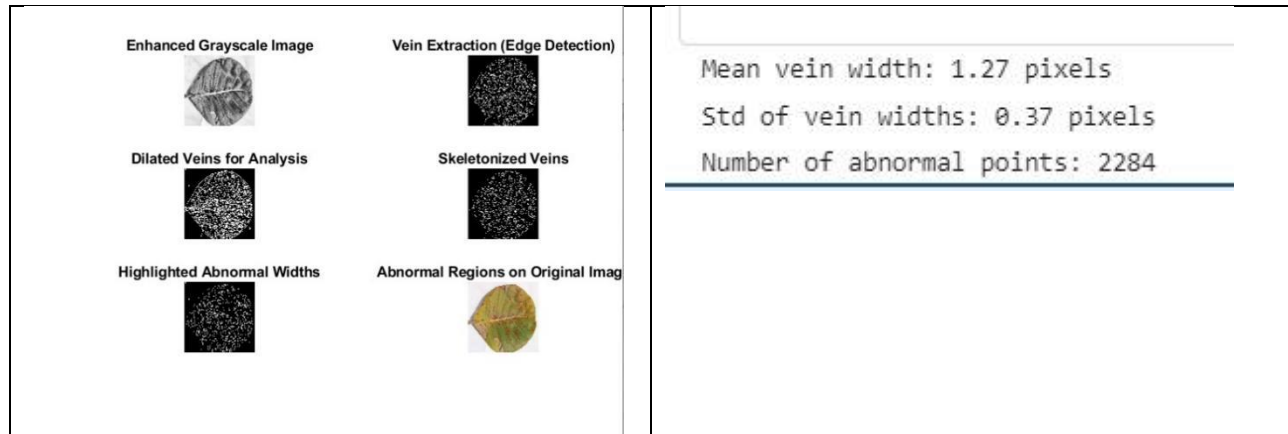 Enhanced Grayscale Image
Vein Extraction (Edge Detection)
Dilated Veins for Analysis
Skeletonized Veins
Highlighted Abnormal Widths
Abnormal Regions on Original Imag
Mean vein width: 1.27 pixels
Std of vein widths: 0.37 pixels
Number of abnormal points: 2284